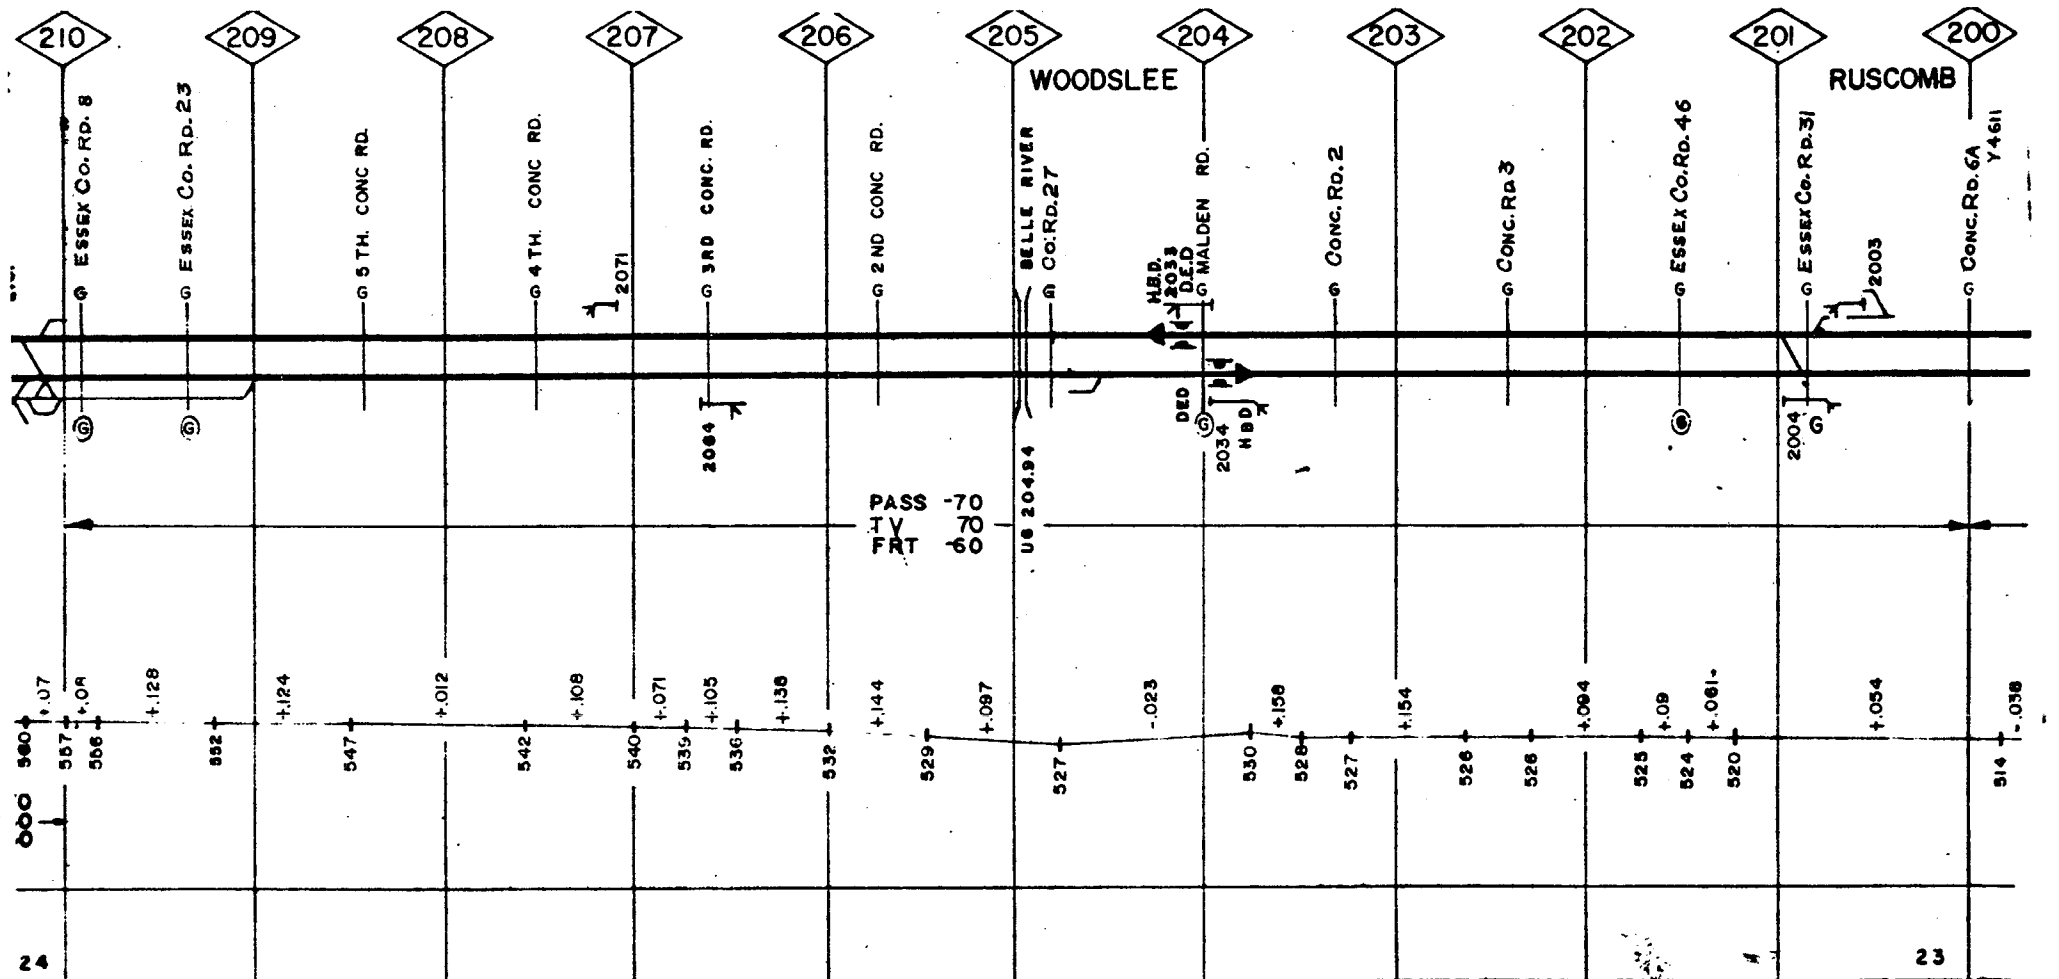 210
209
208
207
206
205
204
203
202
201
200
WOODSLEE
RUSCOMB
ESSEX CO. RD. 8
G
ESSEX CO. RD. 23
G
5TH. CONC RD.
G
4TH. CONC RD.
G
2071
3RD CONC. RD.
G
2ND CONC RD.
G
BELLE RIVER
CO. RD. 27
G
H.B.D.
2033
D.E.D
MALDEN RD.
G
CONC. RD. 2
G
CONC. RD 3
G
ESSEX CO. RD. 46
G
ESSEX CO. RD. 31
G
2003
CONC. RD. 6A
Y4611
G
G
G
2064
DED
G
2034
HBD
G
2004
G
PASS -70
TV 70
FRT -60
UG 204.94
+.07
+.08
+.128
+.124
+.012
+.108
+.071
+.105
+.138
+.144
+.097
-.023
+.158
+.154
+.094
+.09
+.061
+.054
-.038
560
557
556
552
547
542
540
539
536
532
529
527
530
528
527
526
526
525
524
520
514
24
23